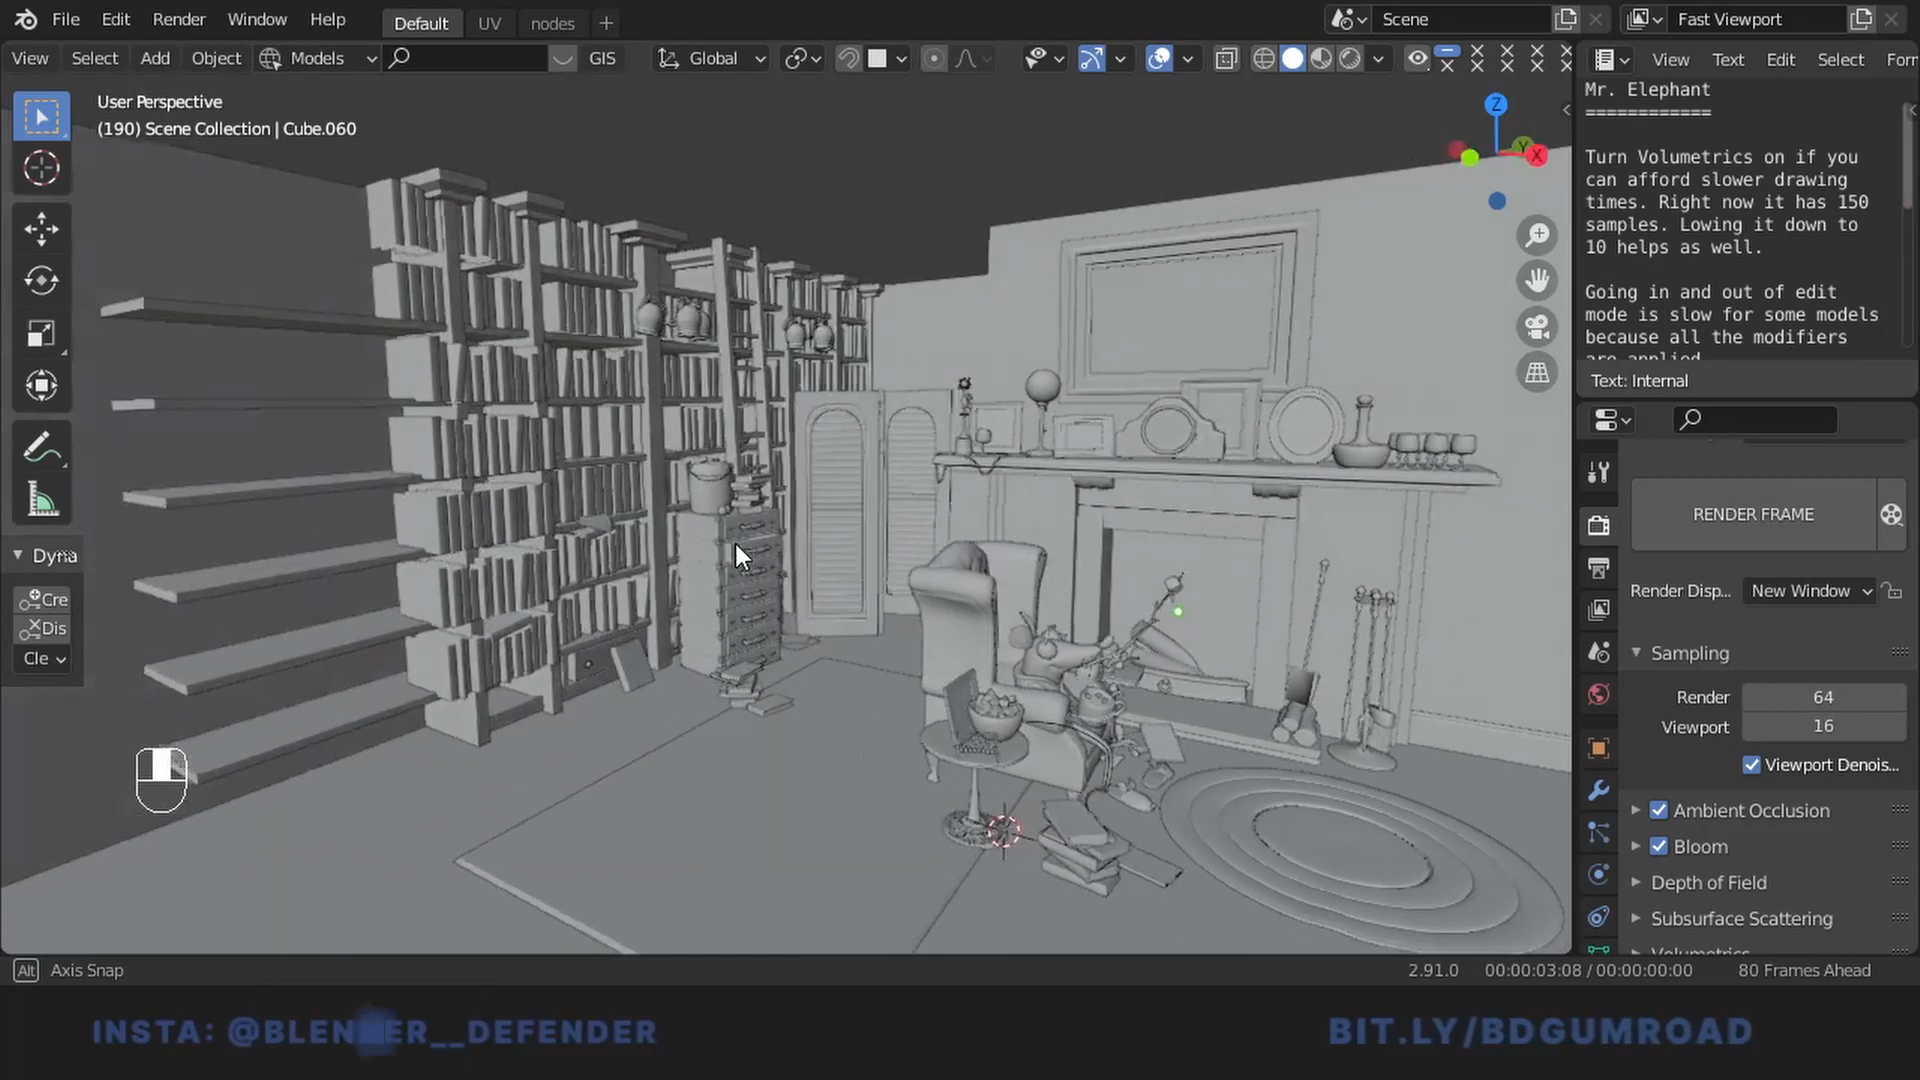 File Edit Render Window Help Default UV nodes + Scene Fast Viewport
View Select Add Object Models Global GIS View Text Edit Select
User Perspective
(190) Scene Collection | Cube.060
Z
Y
X
Mr. Elephant
============
Turn Volumetrics on if you
can afford slower drawing
times. Right now it has 150
samples. Lowing it down to
10 helps as well.
Going in and out of edit
mode is slow for some models
because all the modifiers
are applied
Text: Internal
Dyna
Cre
Dis
Cle
RENDER FRAME
Render Disp... New Window
Sampling
Render 64
Viewport 16
Viewport Denois...
Ambient Occlusion
Bloom
Depth of Field
Subsurface Scattering
Volumetrics
Alt Axis Snap 2.91.0 00:00:03:08 / 00:00:00:00 80 Frames Ahead
INSTA: @BLENDER__DEFENDER BIT.LY/BDGUMROAD